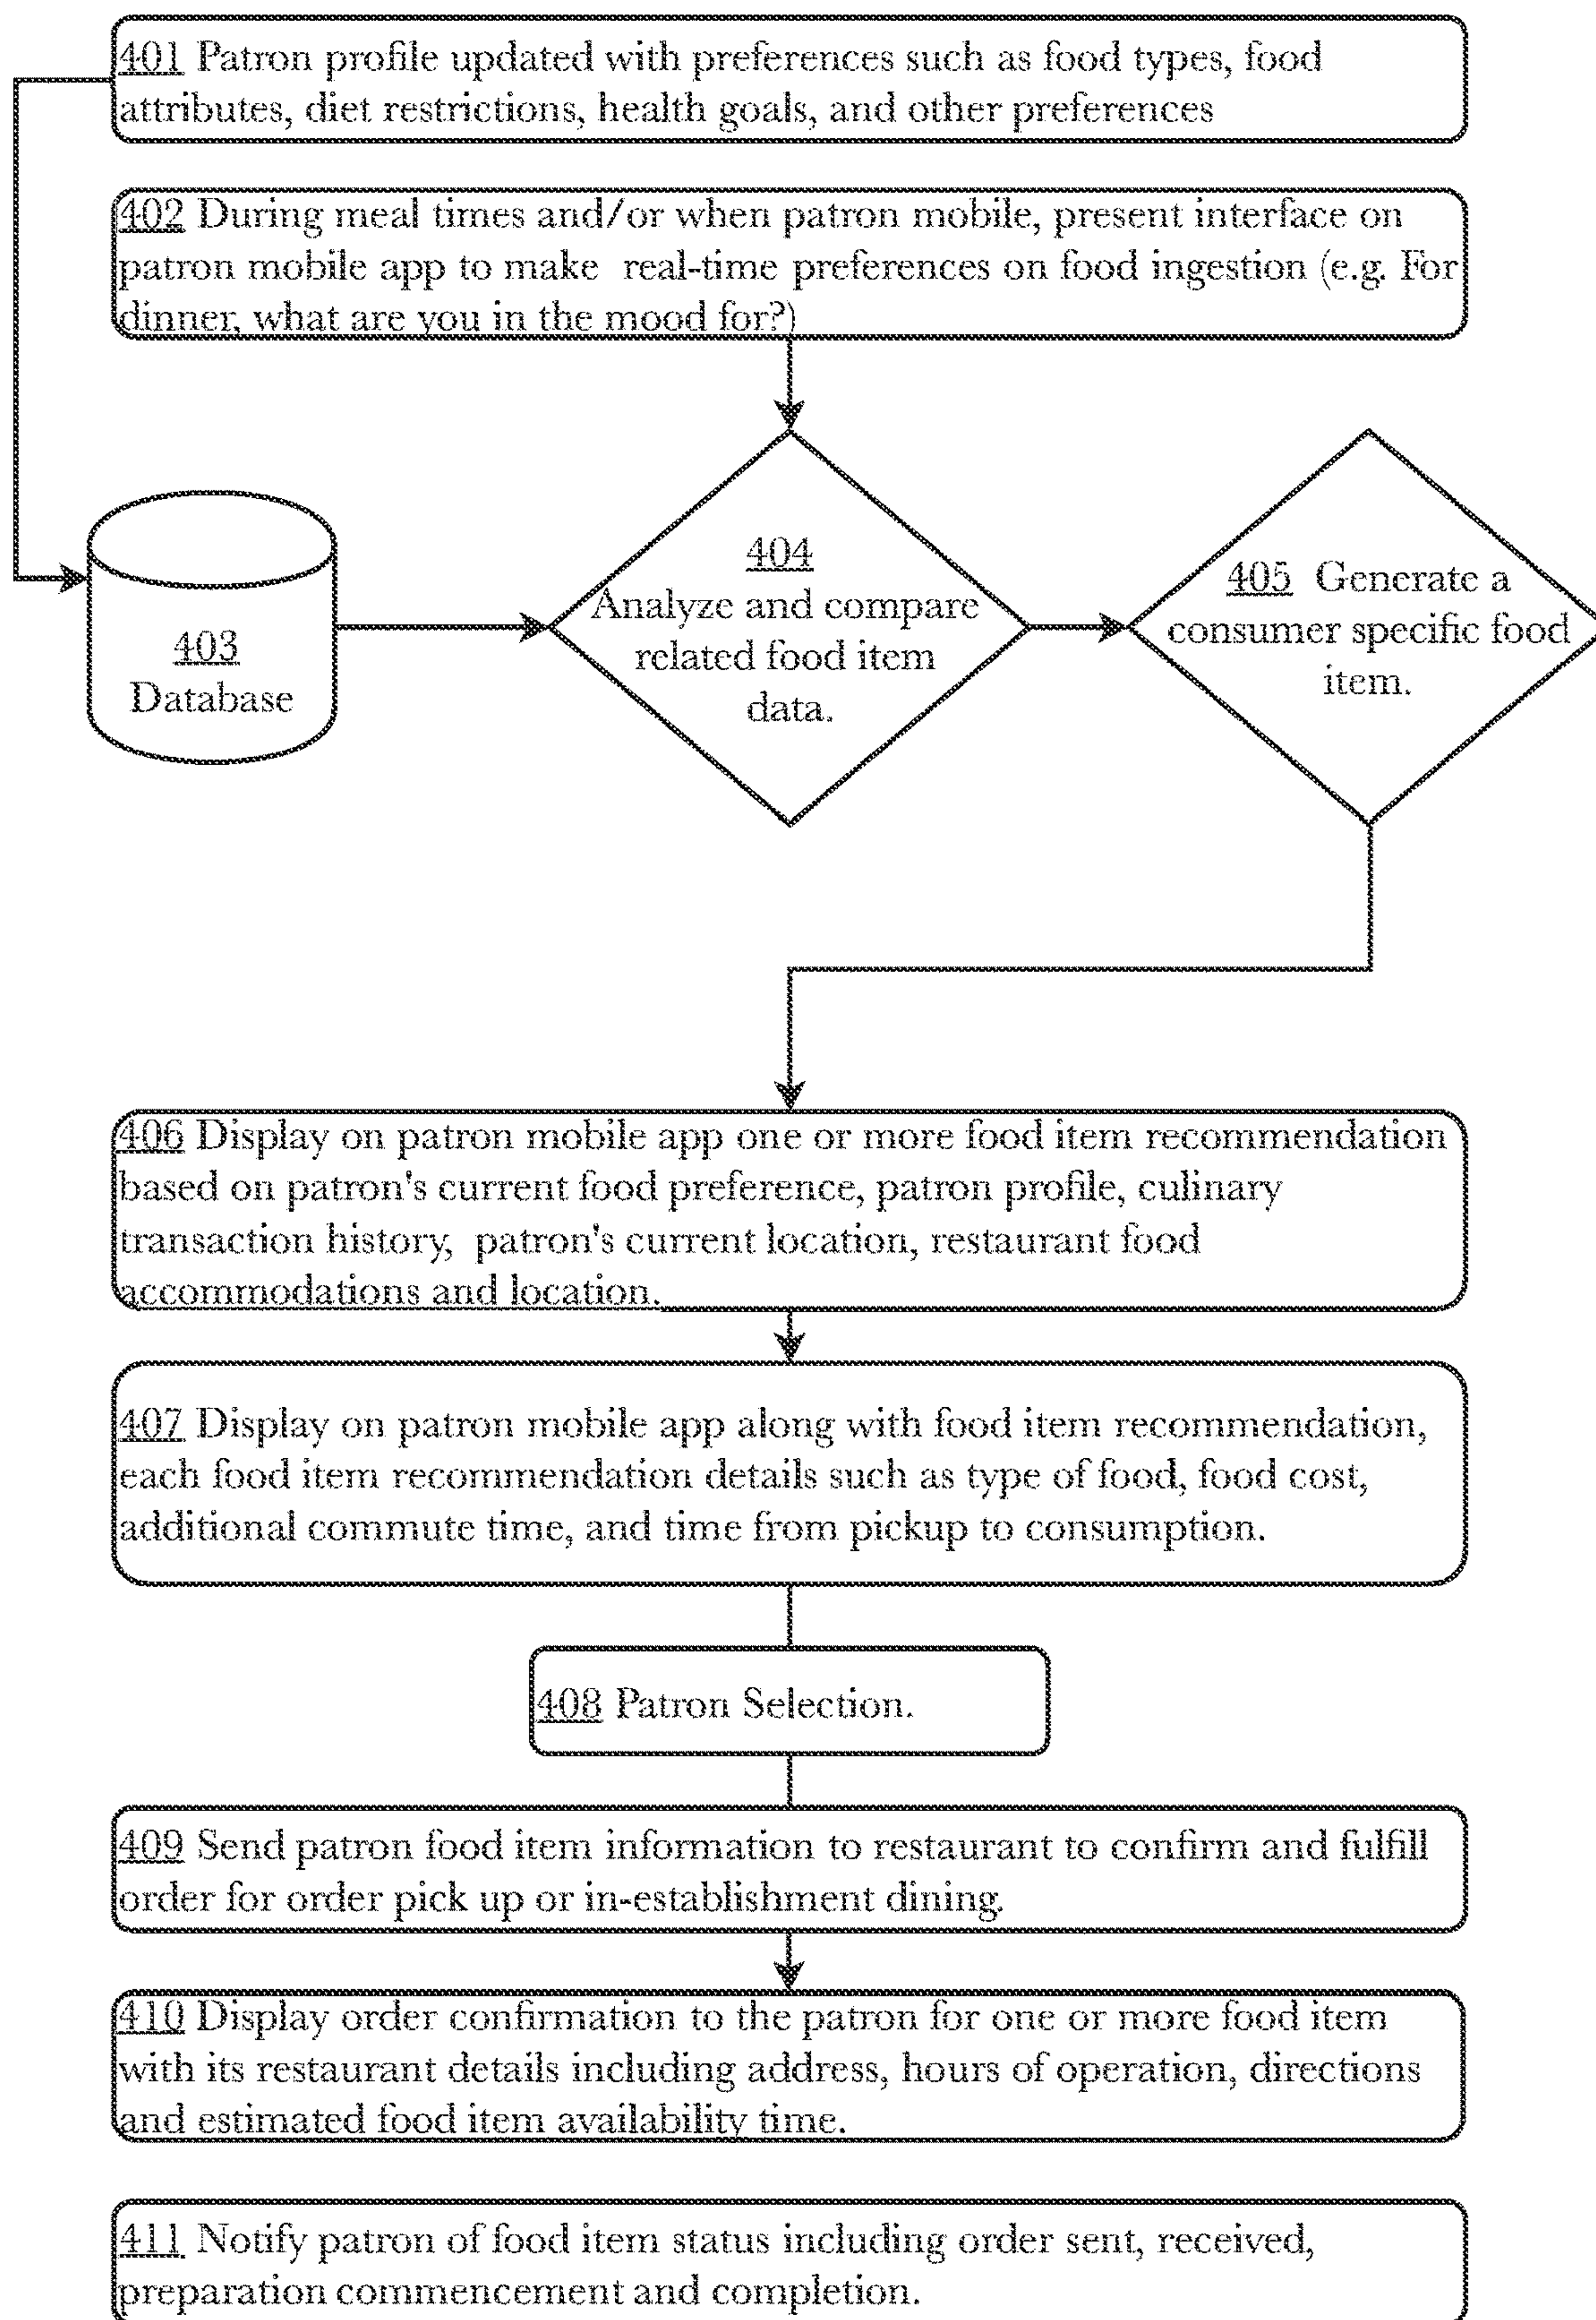 401 Patron profile updated with preferences such as food types, food
attributes, diet restrictions, health goals, and other preferences
402 During meal times and/or when patron mobile, present interface on
patron mobile app to make real-time preferences on food ingestion (e.g. For
dinner, what are you in the mood for?)
403
Database
404
Analyze and compare
related food item
data.
405 Generate a
consumer specific food
item.
406 Display on patron mobile app one or more food item recommendation
based on patron's current food preference, patron profile, culinary
transaction history, patron's current location, restaurant food
accommodations and location.
407 Display on patron mobile app along with food item recommendation,
each food item recommendation details such as type of food, food cost,
additional commute time, and time from pickup to consumption.
408 Patron Selection.
409 Send patron food item information to restaurant to confirm and fulfill
order for order pick up or in-establishment dining.
410 Display order confirmation to the patron for one or more food item
with its restaurant details including address, hours of operation, directions
and estimated food item availability time.
411 Notify patron of food item status including order sent, received,
preparation commencement and completion.